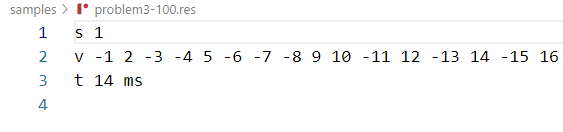 samples > problem3-100.res
1 s 1
2 v -1 2 -3 -4 5 -6 -7 -8 9 10 -11 12 -13 14 -15 16
3 t 14 ms
4